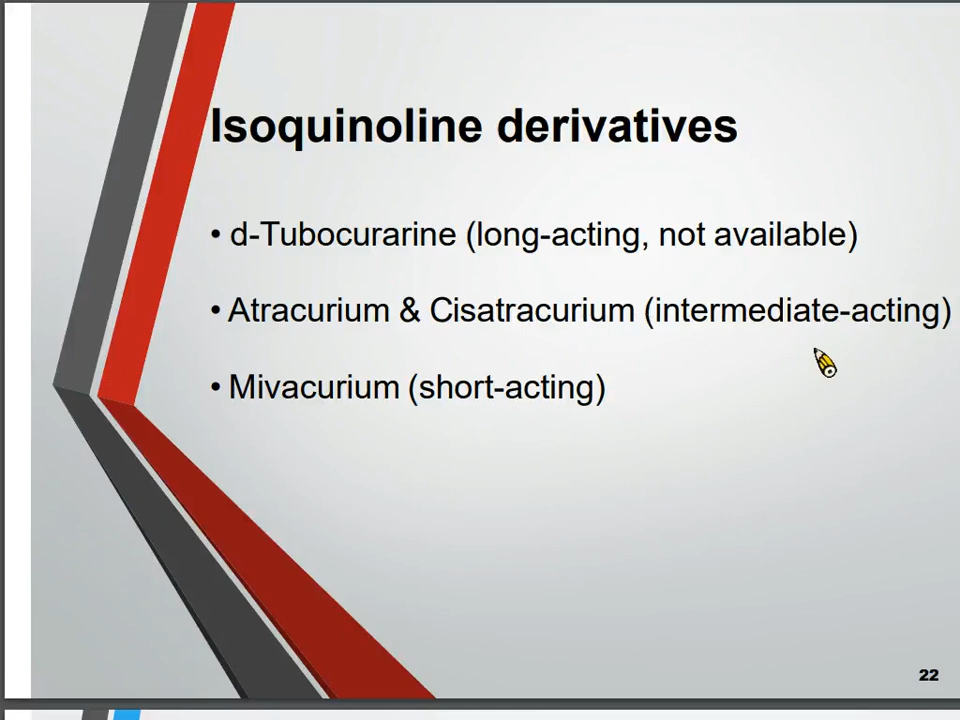 Isoquinoline derivatives
• d-Tubocurarine (long-acting, not available)
• Atracurium & Cisatracurium (intermediate-acting)
• Mivacurium (short-acting)
22